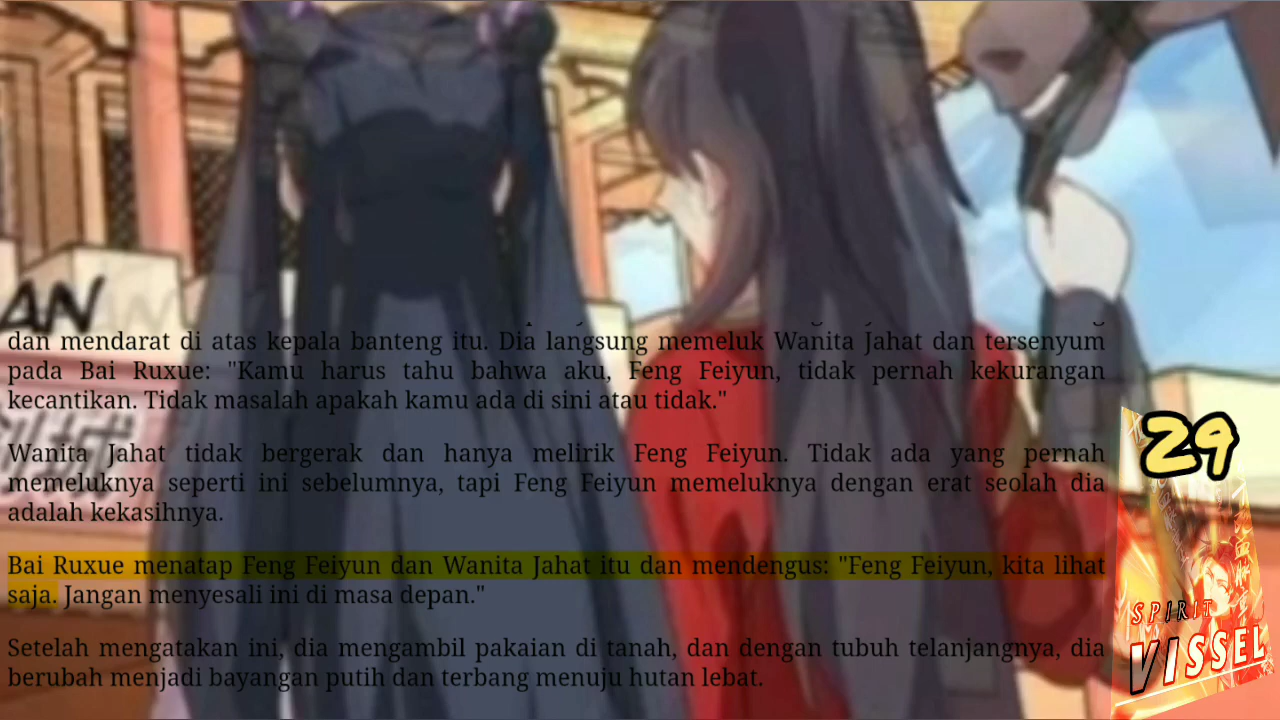 AN
dan mendarat di atas kepala banteng itu. Dia langsung memeluk Wanita Jahat dan tersenyum
pada Bai Ruxue: "Kamu harus tahu bahwa aku, Feng Feiyun, tidak pernah kekurangan
kecantikan. Tidak masalah apakah kamu ada di sini atau tidak."
Wanita Jahat tidak bergerak dan hanya melirik Feng Feiyun. Tidak ada yang pernah
memeluknya seperti ini sebelumnya, tapi Feng Feiyun memeluknya dengan erat seolah dia
adalah kekasihnya.
Bai Ruxue menatap Feng Feiyun dan Wanita Jahat itu dan mendengus: "Feng Feiyun, kita lihat
saja. Jangan menyesali ini di masa depan."
Setelah mengatakan ini, dia mengambil pakaian di tanah, dan dengan tubuh telanjangnya, dia
berubah menjadi bayangan putih dan terbang menuju hutan lebat.
29
SPIRIT
VISSEL